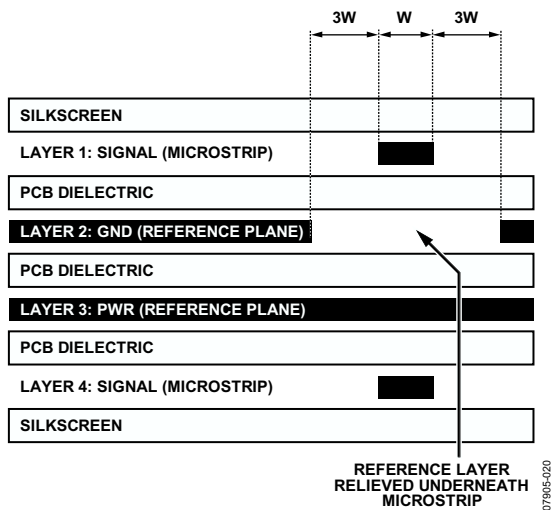 3W W 3W
SILKSCREEN
LAYER 1: SIGNAL (MICROSTRIP)
PCB DIELECTRIC
LAYER 2: GND (REFERENCE PLANE)
PCB DIELECTRIC
LAYER 3: PWR (REFERENCE PLANE)
PCB DIELECTRIC
LAYER 4: SIGNAL (MICROSTRIP)
SILKSCREEN
REFERENCE LAYER
RELIEVED UNDERNEATH
MICROSTRIP
07905-020